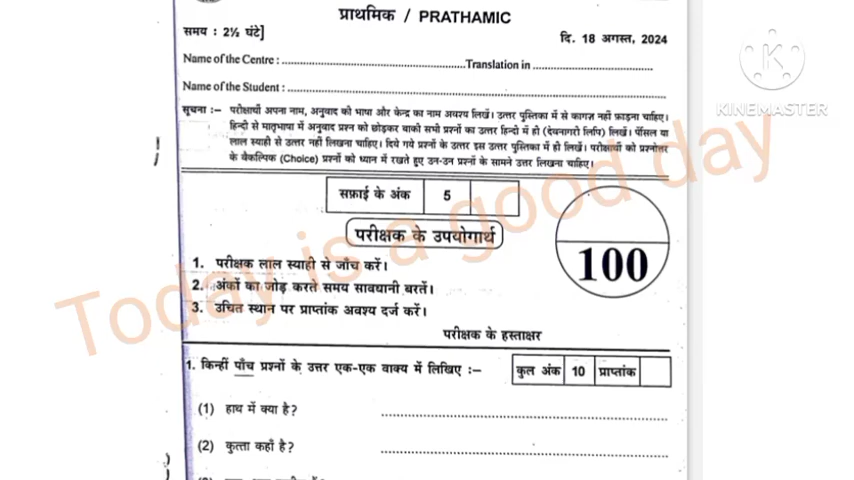 प्राथमिक / PRATHAMIC
समय : 2½ घंटे]
दि. 18 अगस्त, 2024
Name of the Centre : ........ Translation in ........
Name of the Student : ........
सूचना :– परीक्षार्थी अपना नाम, अनुवाद की भाषा और केन्द्र का नाम अवश्य लिखें। उत्तर पुस्तिका में से कागज़ नहीं फ़ाड़ना चाहिए।
हिन्दी से मातृभाषा में अनुवाद प्रश्न को छोड़कर बाकी सभी प्रश्नों का उत्तर हिन्दी में ही (देवनागरी लिपि) लिखें। पेंसिल या
लाल स्याही से उत्तर नहीं लिखना चाहिए। दिये गये प्रश्नों के उत्तर इस उत्तर पुस्तिका में ही लिखें। परीक्षार्थी को प्रश्नोत्तर
के वैकल्पिक (Choice) प्रश्नों को ध्यान में रखते हुए उन-उन प्रश्नों के सामने उत्तर लिखना चाहिए।
सफ़ाई के अंक 5
परीक्षक के उपयोगार्थ
100
1. परीक्षक लाल स्याही से जाँच करें।
2. अंकों का जोड़ करते समय सावधानी बरतें।
3. उचित स्थान पर प्राप्तांक अवश्य दर्ज करें।
परीक्षक के हस्ताक्षर
1. किन्हीं पाँच प्रश्नों के उत्तर एक-एक वाक्य में लिखिए :–
कुल अंक 10 प्राप्तांक
(1) हाथ में क्या है? ........
(2) कुत्ता कहाँ है? ........
Today is a good day
KINEMASTER